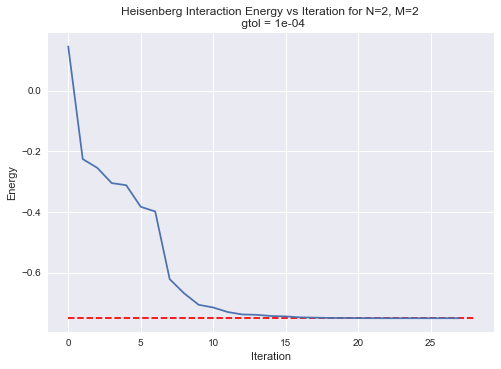 Heisenberg Interaction Energy vs Iteration for N=2, M=2
gtol = 1e-04
Energy
0.0
−0.2
−0.4
−0.6
0
5
10
15
20
25
Iteration